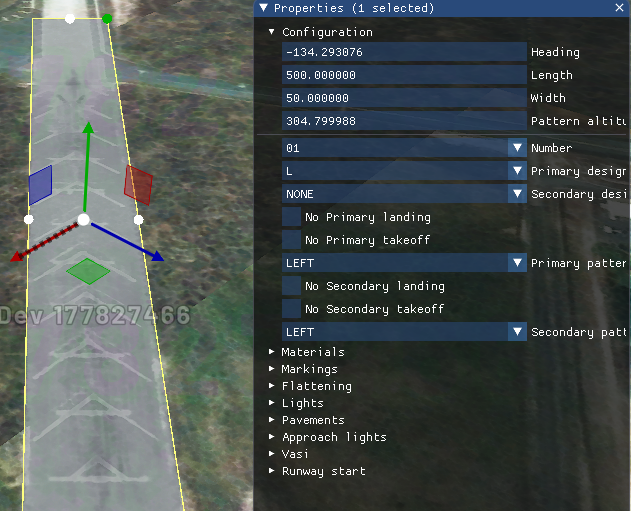 Properties (1 selected)
Configuration
-134.293076 Heading
500.000000 Length
50.000000 Width
304.799988 Pattern altitu
01 Number
L Primary design
NONE Secondary desi
No Primary landing
No Primary takeoff
LEFT Primary patter
No Secondary landing
No Secondary takeoff
LEFT Secondary patt
Materials
Markings
Flattening
Lights
Pavements
Approach lights
Vasi
Runway start
Dev 177827466